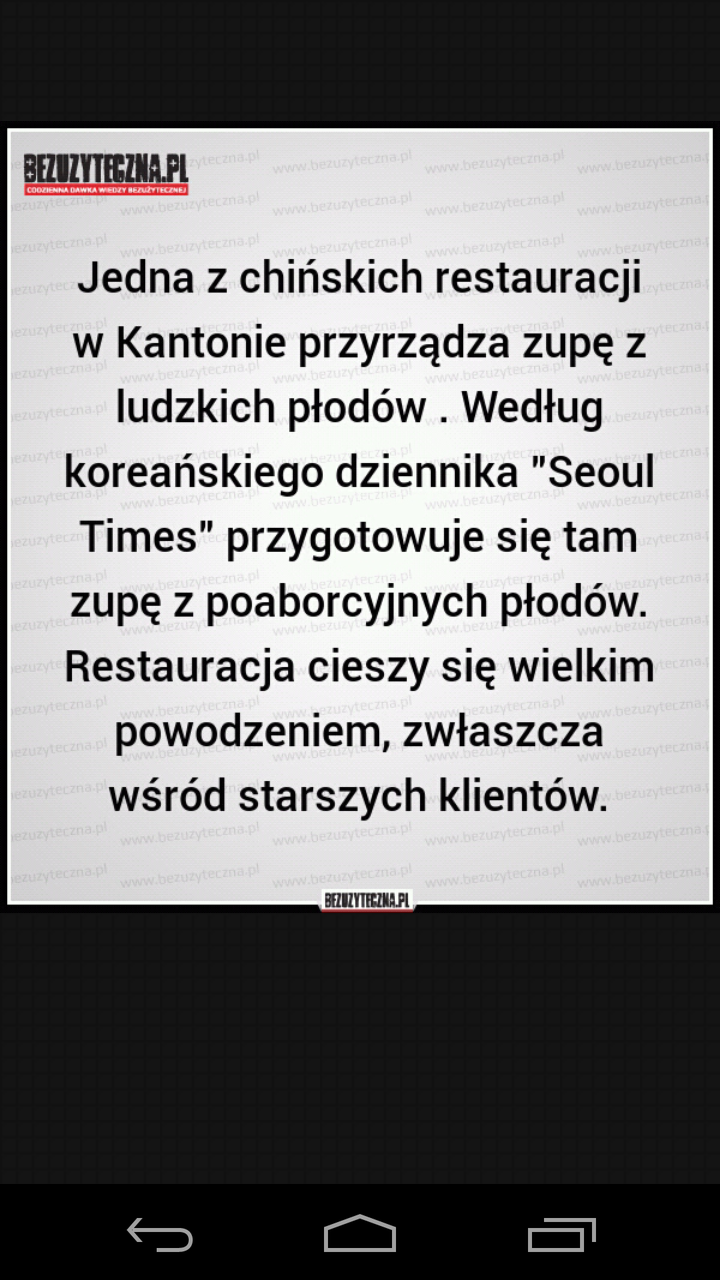 BEZUZYTECZNA.PL
CODZIENNA DAWKA WIEDZY BEZUŻYTECZNEJ
Jedna z chińskich restauracji
w Kantonie przyrządza zupę z
ludzkich płodów . Według
koreańskiego dziennika "Seoul
Times" przygotowuje się tam
zupę z poaborcyjnych płodów.
Restauracja cieszy się wielkim
powodzeniem, zwłaszcza
wśród starszych klientów.
BEZUZYTECZNA.PL